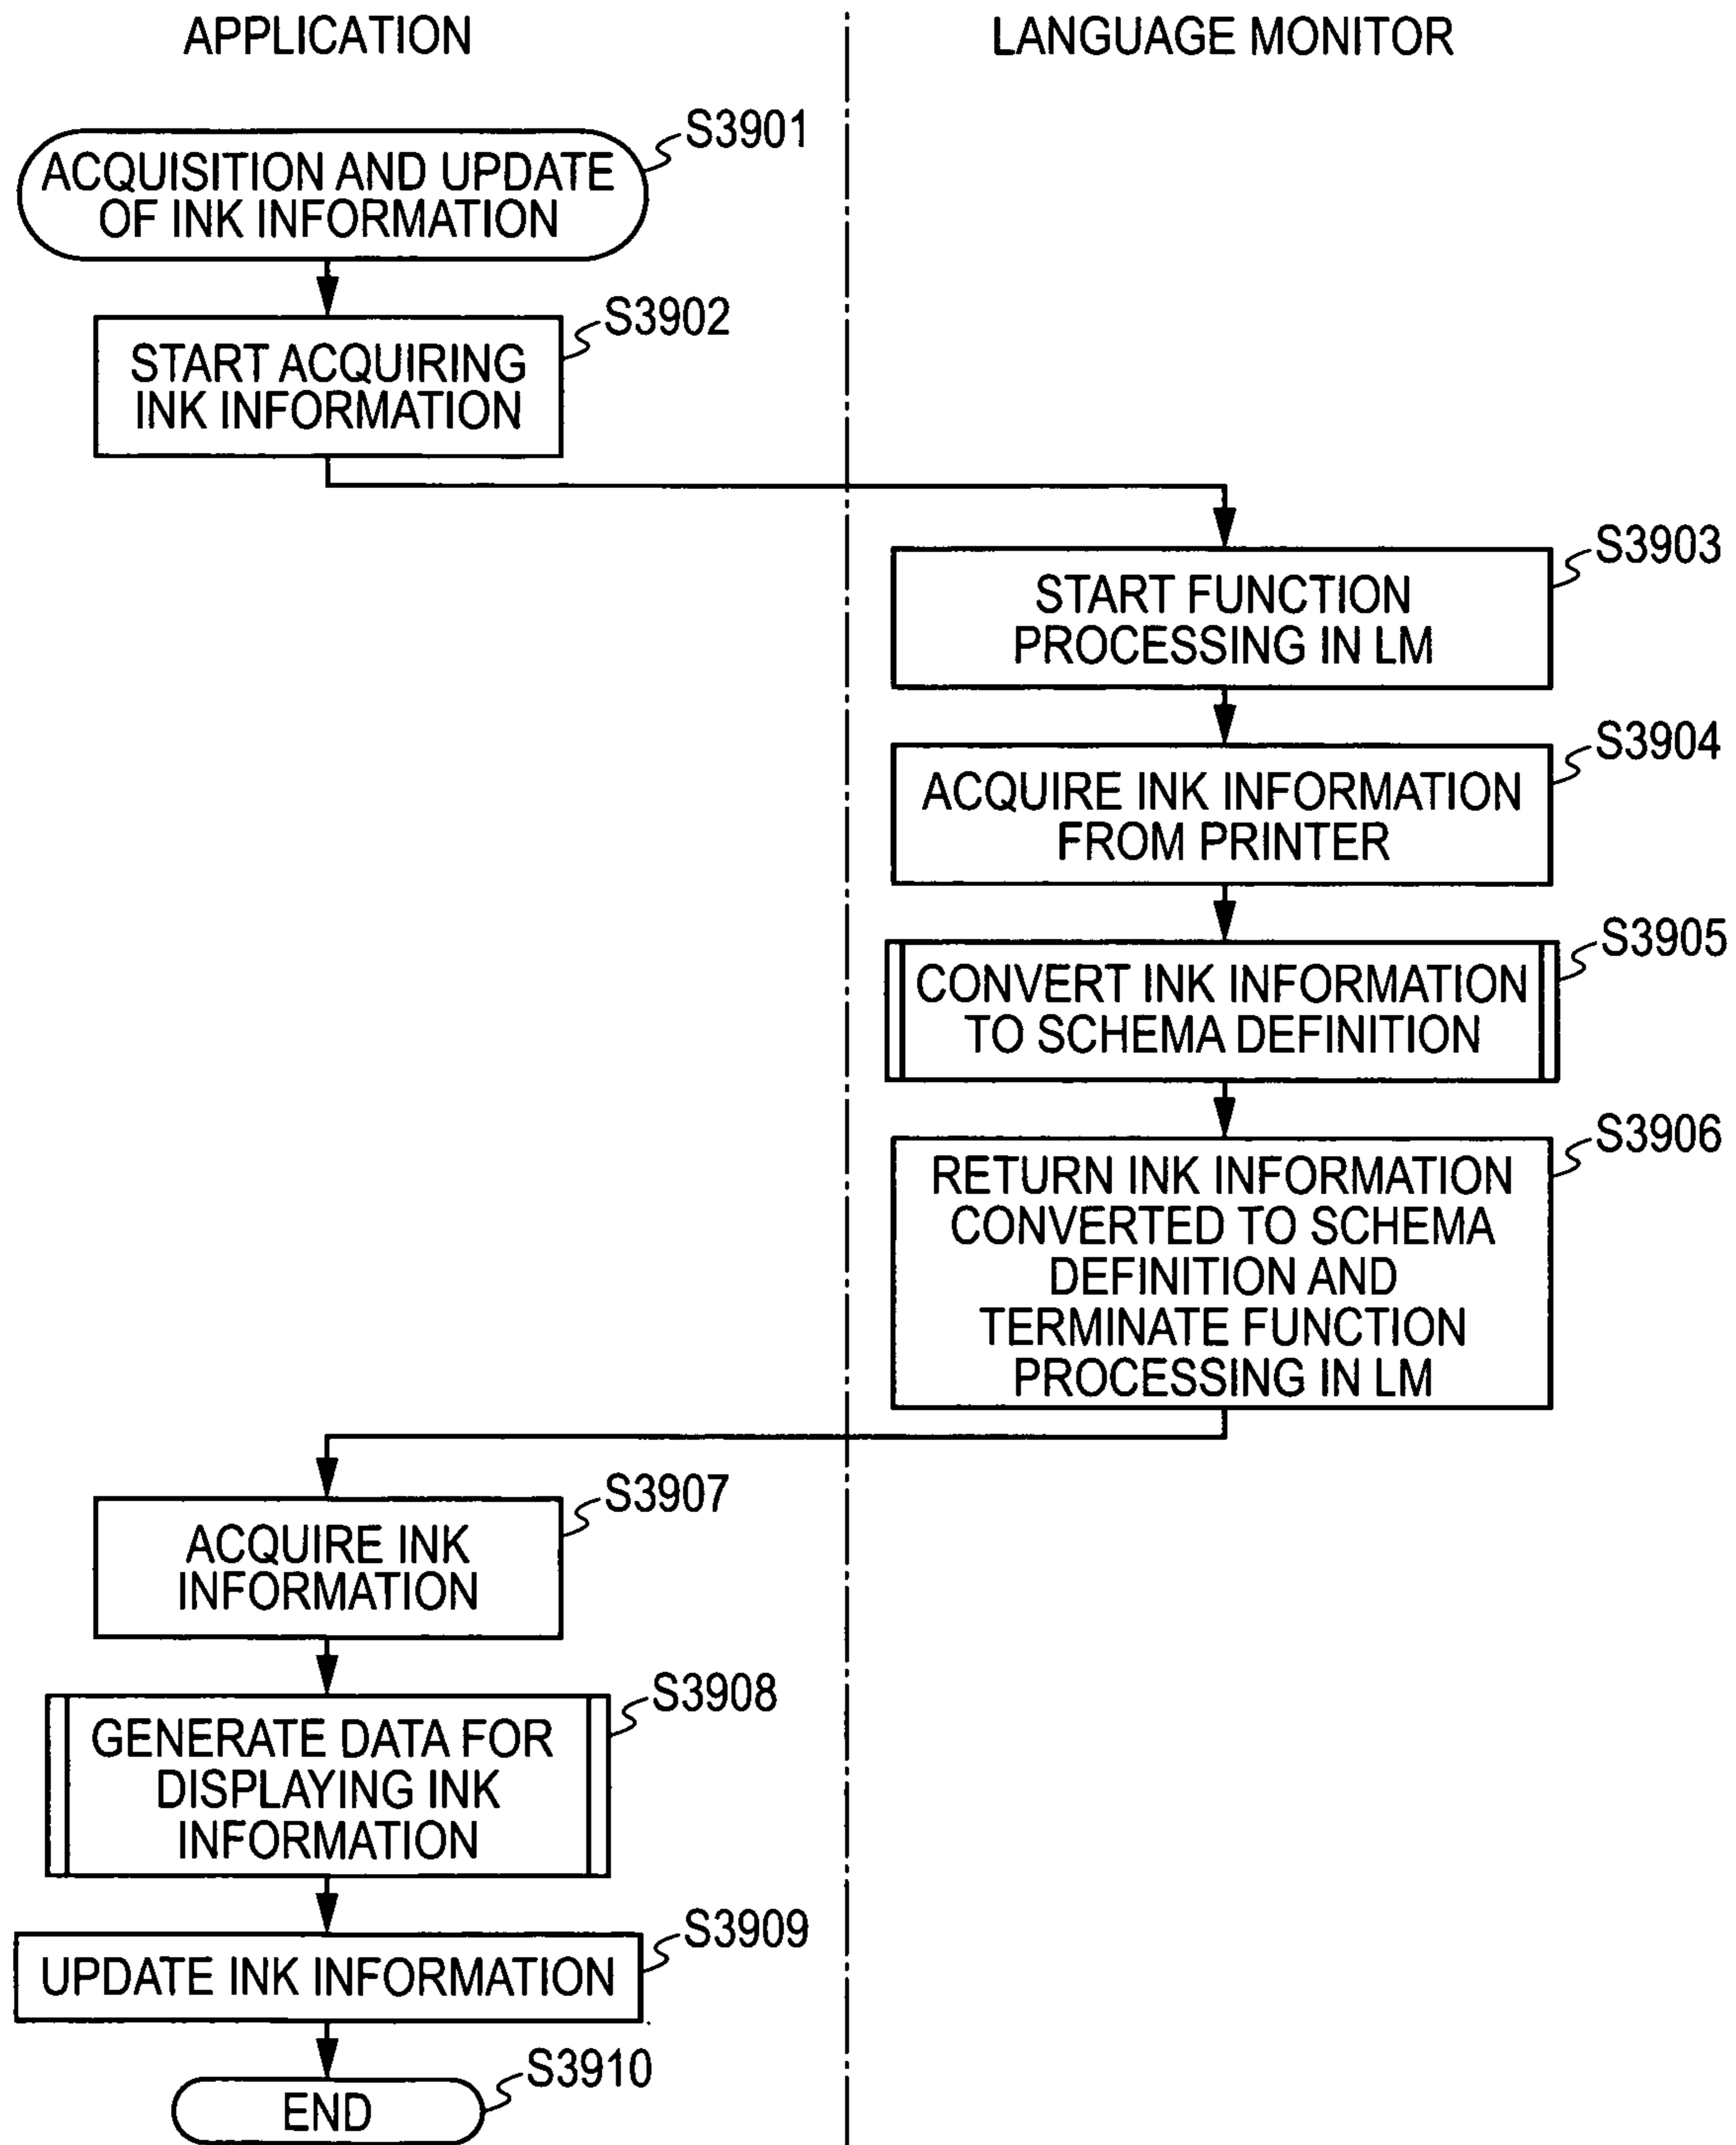 APPLICATION
LANGUAGE MONITOR
S3901
ACQUISITION AND UPDATE
OF INK INFORMATION
S3902
START ACQUIRING
INK INFORMATION
S3903
START FUNCTION
PROCESSING IN LM
S3904
ACQUIRE INK INFORMATION
FROM PRINTER
S3905
CONVERT INK INFORMATION
TO SCHEMA DEFINITION
S3906
RETURN INK INFORMATION
CONVERTED TO SCHEMA
DEFINITION AND
TERMINATE FUNCTION
PROCESSING IN LM
S3907
ACQUIRE INK
INFORMATION
S3908
GENERATE DATA FOR
DISPLAYING INK
INFORMATION
S3909
UPDATE INK INFORMATION
S3910
END